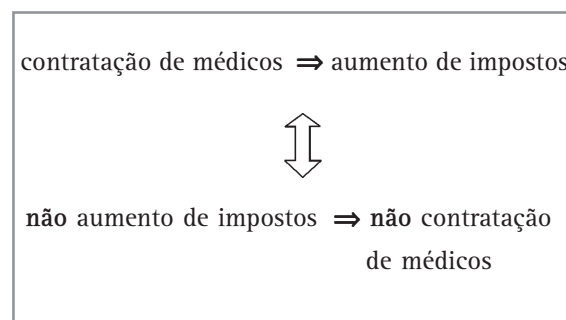 contratação de médicos ⇒ aumento de impostos
não aumento de impostos ⇒ não contratação
de médicos